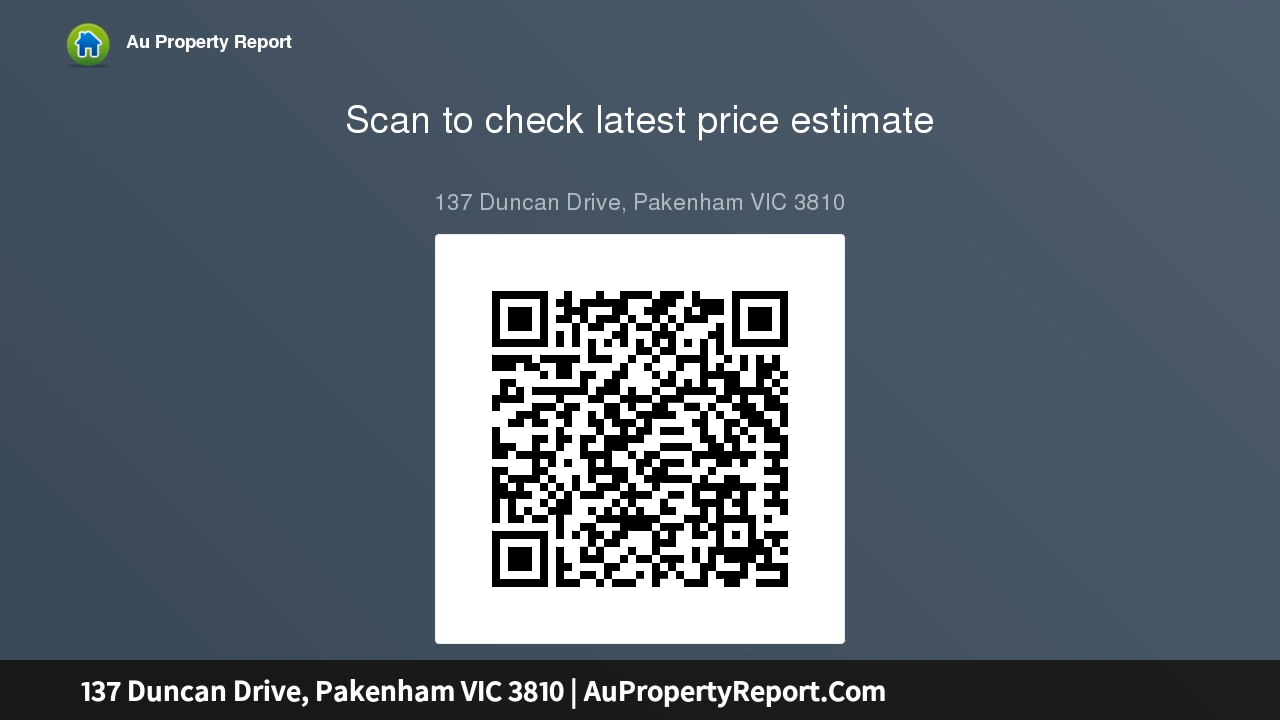 Au Property Report
Scan to check latest price estimate
137 Duncan Drive, Pakenham VIC 3810
137 Duncan Drive, Pakenham VIC 3810 | AuPropertyReport.Com